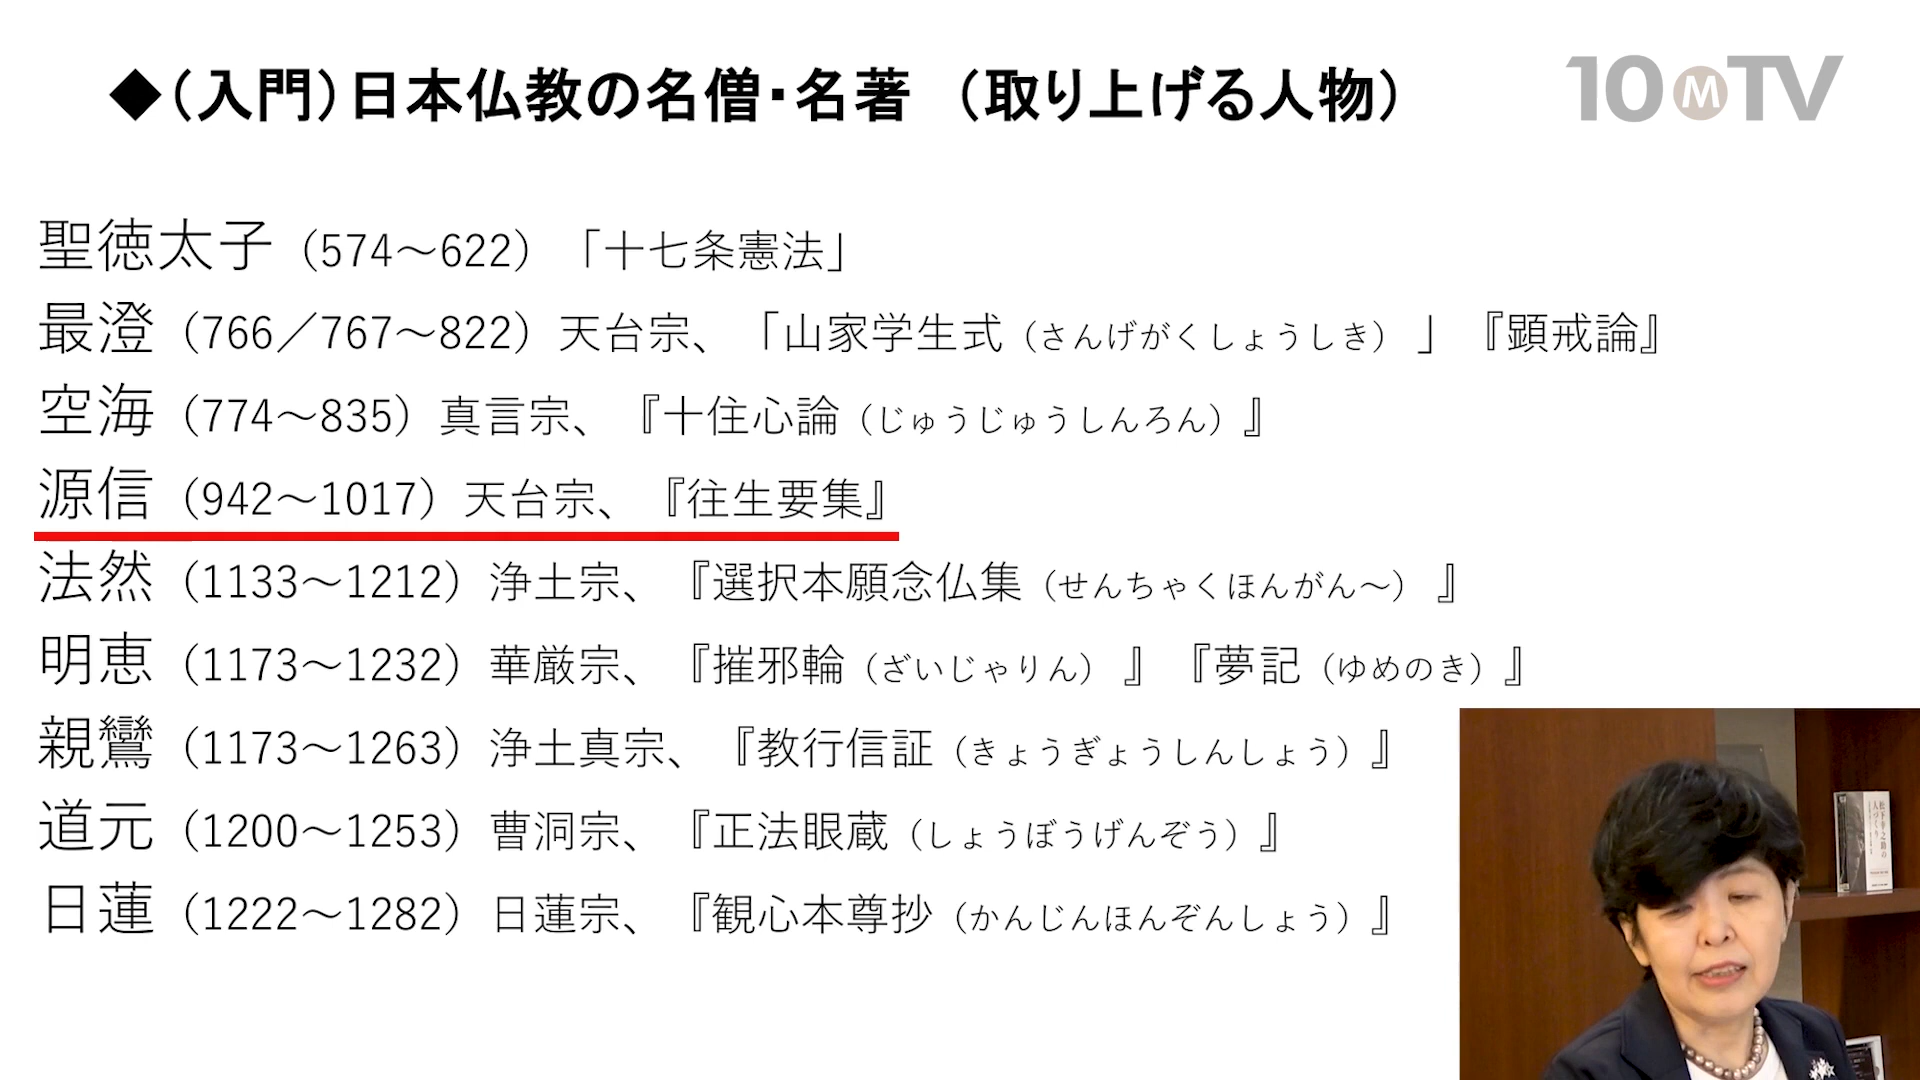 ◆（入門）日本仏教の名僧・名著　（取り上げる人物）
10MTV
聖徳太子（574～622）「十七条憲法」
最澄（766／767～822）天台宗、「山家学生式（さんげがくしょうしき）」『顕戒論』
空海（774～835）真言宗、『十住心論（じゅうじゅうしんろん）』
源信（942～1017）天台宗、『往生要集』
法然（1133～1212）浄土宗、『選択本願念仏集（せんちゃくほんがん～）』
明恵（1173～1232）華厳宗、『摧邪輪（ざいじゃりん）』『夢記（ゆめのき）』
親鸞（1173～1263）浄土真宗、『教行信証（きょうぎょうしんしょう）』
道元（1200～1253）曹洞宗、『正法眼蔵（しょうぼうげんぞう）』
日蓮（1222～1282）日蓮宗、『観心本尊抄（かんじんほんぞんしょう）』
松下幸之助の
人づくり